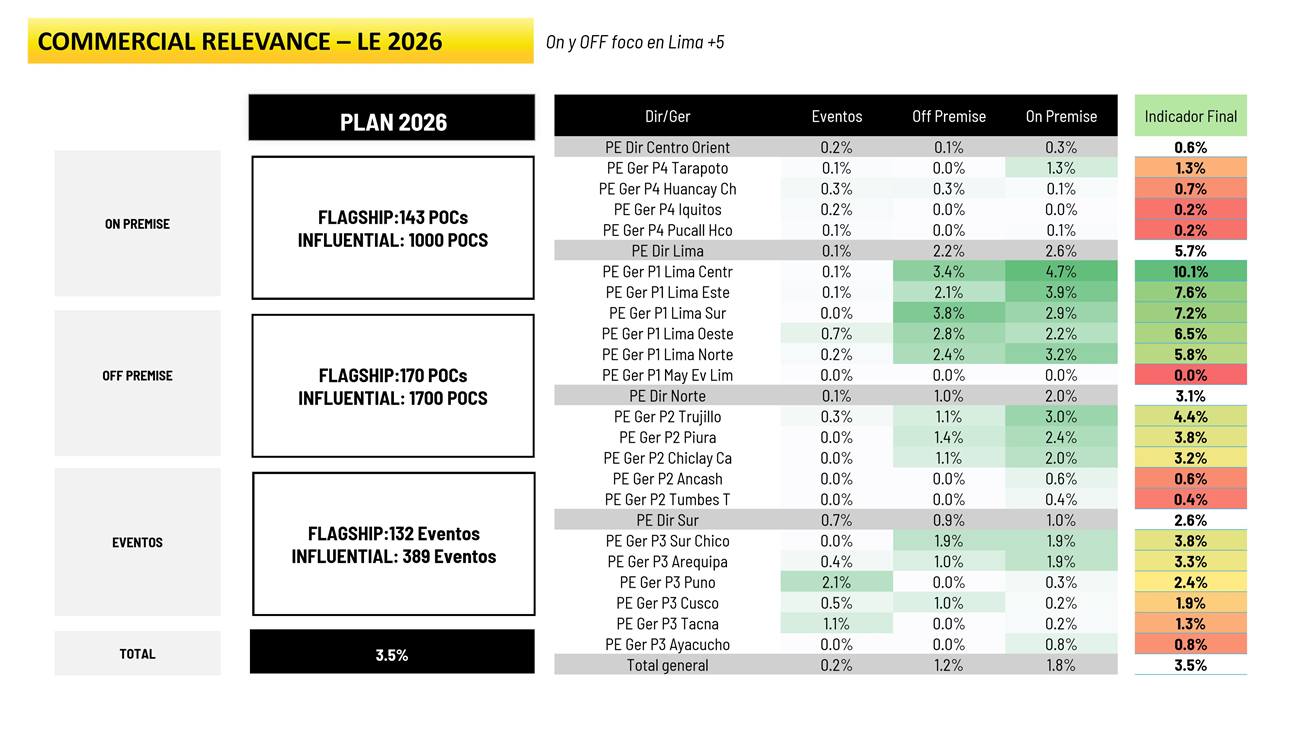 COMMERCIAL RELEVANCE – LE 2026
On y OFF foco en Lima +5
PLAN 2026
ON PREMISE
FLAGSHIP:143 POCs
INFLUENTIAL: 1000 POCS
OFF PREMISE
FLAGSHIP:170 POCs
INFLUENTIAL: 1700 POCS
EVENTOS
FLAGSHIP:132 Eventos
INFLUENTIAL: 389 Eventos
TOTAL
3.5%
Dir/Ger Eventos Off Premise On Premise Indicador Final
PE Dir Centro Orient 0.2% 0.1% 0.3% 0.6%
PE Ger P4 Tarapoto 0.1% 0.0% 1.3% 1.3%
PE Ger P4 Huancay Ch 0.3% 0.3% 0.1% 0.7%
PE Ger P4 Iquitos 0.2% 0.0% 0.0% 0.2%
PE Ger P4 Pucall Hco 0.1% 0.0% 0.1% 0.2%
PE Dir Lima 0.1% 2.2% 2.6% 5.7%
PE Ger P1 Lima Centr 0.1% 3.4% 4.7% 10.1%
PE Ger P1 Lima Este 0.1% 2.1% 3.9% 7.6%
PE Ger P1 Lima Sur 0.0% 3.8% 2.9% 7.2%
PE Ger P1 Lima Oeste 0.7% 2.8% 2.2% 6.5%
PE Ger P1 Lima Norte 0.2% 2.4% 3.2% 5.8%
PE Ger P1 May Ev Lim 0.0% 0.0% 0.0% 0.0%
PE Dir Norte 0.1% 1.0% 2.0% 3.1%
PE Ger P2 Trujillo 0.3% 1.1% 3.0% 4.4%
PE Ger P2 Piura 0.0% 1.4% 2.4% 3.8%
PE Ger P2 Chiclay Ca 0.0% 1.1% 2.0% 3.2%
PE Ger P2 Ancash 0.0% 0.0% 0.6% 0.6%
PE Ger P2 Tumbes T 0.0% 0.0% 0.4% 0.4%
PE Dir Sur 0.7% 0.9% 1.0% 2.6%
PE Ger P3 Sur Chico 0.0% 1.9% 1.9% 3.8%
PE Ger P3 Arequipa 0.4% 1.0% 1.9% 3.3%
PE Ger P3 Puno 2.1% 0.0% 0.3% 2.4%
PE Ger P3 Cusco 0.5% 1.0% 0.2% 1.9%
PE Ger P3 Tacna 1.1% 0.0% 0.2% 1.3%
PE Ger P3 Ayacucho 0.0% 0.0% 0.8% 0.8%
Total general 0.2% 1.2% 1.8% 3.5%